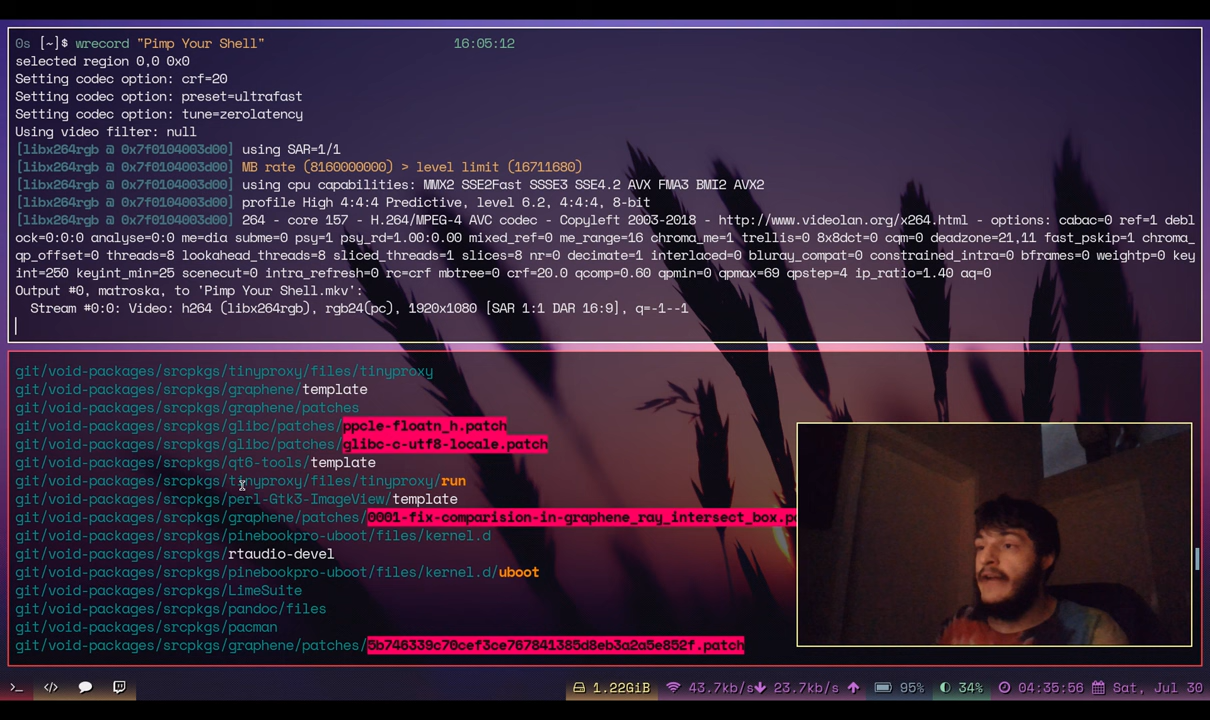 0s [~]$ wrecord "Pimp Your Shell" 16:05:12
selected region 0,0 0x0
Setting codec option: crf=20
Setting codec option: preset=ultrafast
Setting codec option: tune=zerolatency
Using video filter: null
[libx264rgb @ 0x7f0104003d00] using SAR=1/1
[libx264rgb @ 0x7f0104003d00] MB rate (8160000000) > level limit (16711680)
[libx264rgb @ 0x7f0104003d00] using cpu capabilities: MMX2 SSE2Fast SSSE3 SSE4.2 AVX FMA3 BMI2 AVX2
[libx264rgb @ 0x7f0104003d00] profile High 4:4:4 Predictive, level 6.2, 4:4:4, 8-bit
[libx264rgb @ 0x7f0104003d00] 264 - core 157 - H.264/MPEG-4 AVC codec - Copyleft 2003-2018 - http://www.videolan.org/x264.html - options: cabac=0 ref=1 debl
ock=0:0:0 analyse=0:0 me=dia subme=0 psy=1 psy_rd=1.00:0.00 mixed_ref=0 me_range=16 chroma_me=1 trellis=0 8x8dct=0 cqm=0 deadzone=21,11 fast_pskip=1 chroma_
qp_offset=0 threads=8 lookahead_threads=8 sliced_threads=1 slices=8 nr=0 decimate=1 interlaced=0 bluray_compat=0 constrained_intra=0 bframes=0 weightp=0 key
int=250 keyint_min=25 scenecut=0 intra_refresh=0 rc=crf mbtree=0 crf=20.0 qcomp=0.60 qpmin=0 qpmax=69 qpstep=4 ip_ratio=1.40 aq=0
Output #0, matroska, to 'Pimp Your Shell.mkv':
Stream #0:0: Video: h264 (libx264rgb), rgb24(pc), 1920x1080 [SAR 1:1 DAR 16:9], q=-1--1
git/void-packages/srcpkgs/tinyproxy/files/tinyproxy
git/void-packages/srcpkgs/graphene/template
git/void-packages/srcpkgs/graphene/patches
git/void-packages/srcpkgs/glibc/patches/ppcle-floatn_h.patch
git/void-packages/srcpkgs/glibc/patches/glibc-c-utf8-locale.patch
git/void-packages/srcpkgs/qt6-tools/template
git/void-packages/srcpkgs/tinyproxy/files/tinyproxy/run
git/void-packages/srcpkgs/perl-Gtk3-ImageView/template
git/void-packages/srcpkgs/graphene/patches/0001-fix-comparision-in-graphene_ray_intersect_box.pa
git/void-packages/srcpkgs/pinebookpro-uboot/files/kernel.d
git/void-packages/srcpkgs/rtaudio-devel
git/void-packages/srcpkgs/pinebookpro-uboot/files/kernel.d/uboot
git/void-packages/srcpkgs/LimeSuite
git/void-packages/srcpkgs/pandoc/files
git/void-packages/srcpkgs/pacman
git/void-packages/srcpkgs/graphene/patches/5b746339c70cef3ce767841385d8eb3a2a5e852f.patch
1.22GiB 43.7kb/s 23.7kb/s 95% 34% 04:35:56 Sat, Jul 30